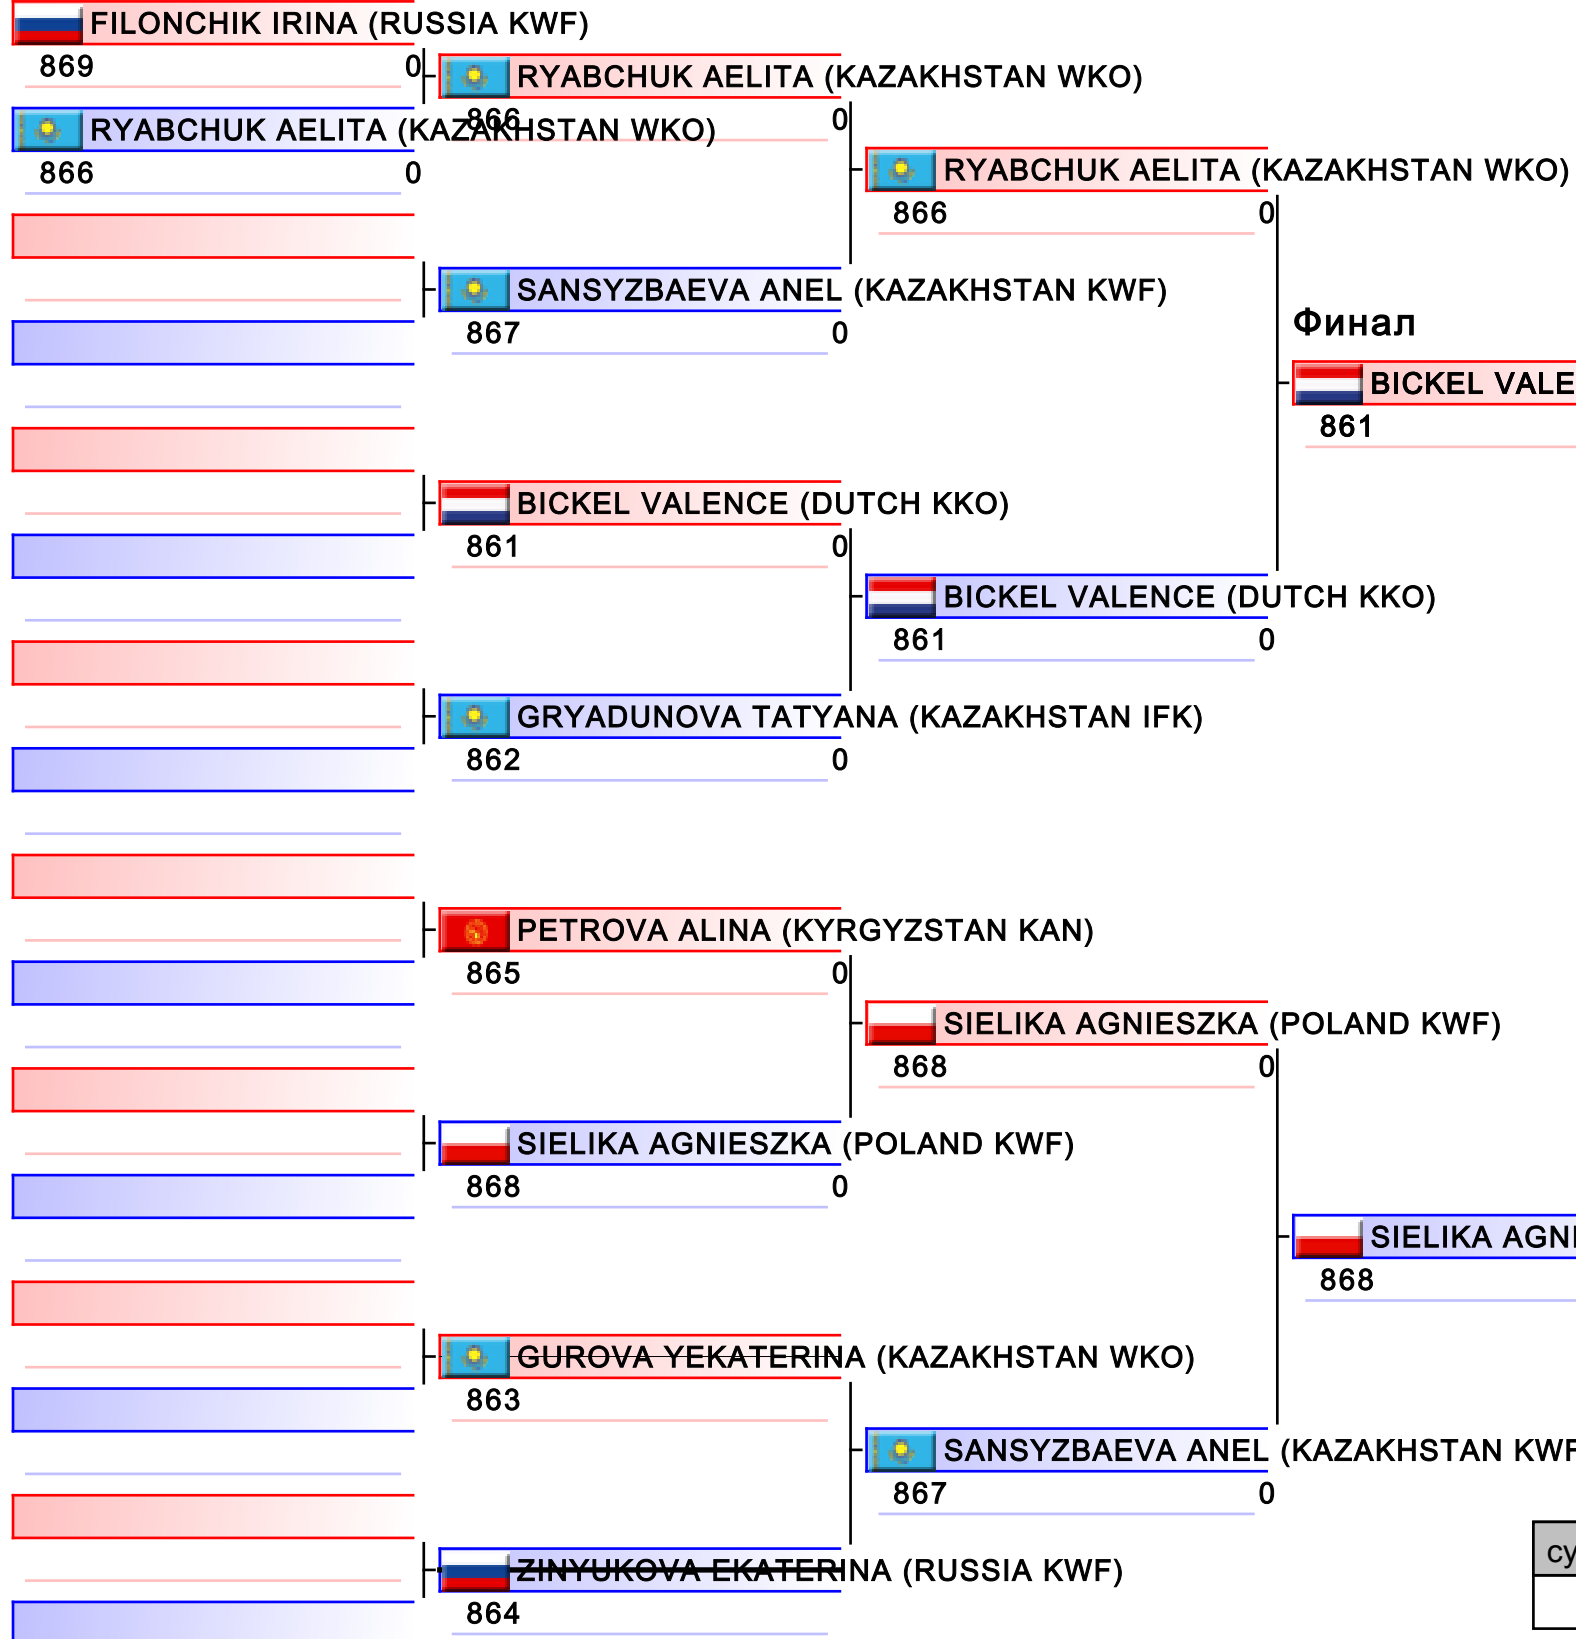 FILONCHIK IRINA (RUSSIA KWF)
869 0
RYABCHUK AELITA (KAZAKHSTAN WKO)
866 0
RYABCHUK AELITA (KAZAKHSTAN WKO)
866 0
SANSYZBAEVA ANEL (KAZAKHSTAN KWF)
867 0
BICKEL VALENCE (DUTCH KKO)
861 0
GRYADUNOVA TATYANA (KAZAKHSTAN IFK)
862 0
PETROVA ALINA (KYRGYZSTAN KAN)
865 0
SIELIKA AGNIESZKA (POLAND KWF)
868 0
GUROVA YEKATERINA (KAZAKHSTAN WKO)
863
ZINYUKOVA EKATERINA (RUSSIA KWF)
864
RYABCHUK AELITA (KAZAKHSTAN WKO)
866 0
BICKEL VALENCE (DUTCH KKO)
861 0
SIELIKA AGNIESZKA (POLAND KWF)
868 0
SANSYZBAEVA ANEL (KAZAKHSTAN KWF
867 0
Финал
BICKEL VALE
861
SIELIKA AGNI
868
су